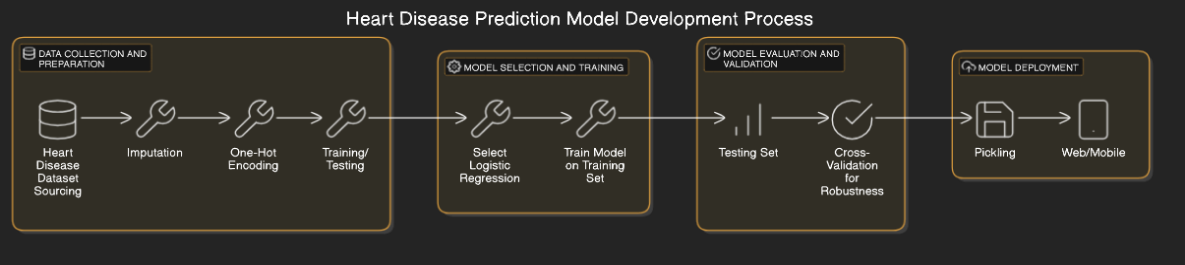 Heart Disease Prediction Model Development Process
DATA COLLECTION AND
PREPARATION
Heart
Disease
Dataset
Sourcing
Imputation
One-Hot
Encoding
Training/
Testing
MODEL SELECTION AND TRAINING
Select
Logistic
Regression
Train Model
on Training
Set
MODEL EVALUATION AND
VALIDATION
Testing Set
Cross-
Validation
for
Robustness
MODEL DEPLOYMENT
Pickling
Web/Mobile